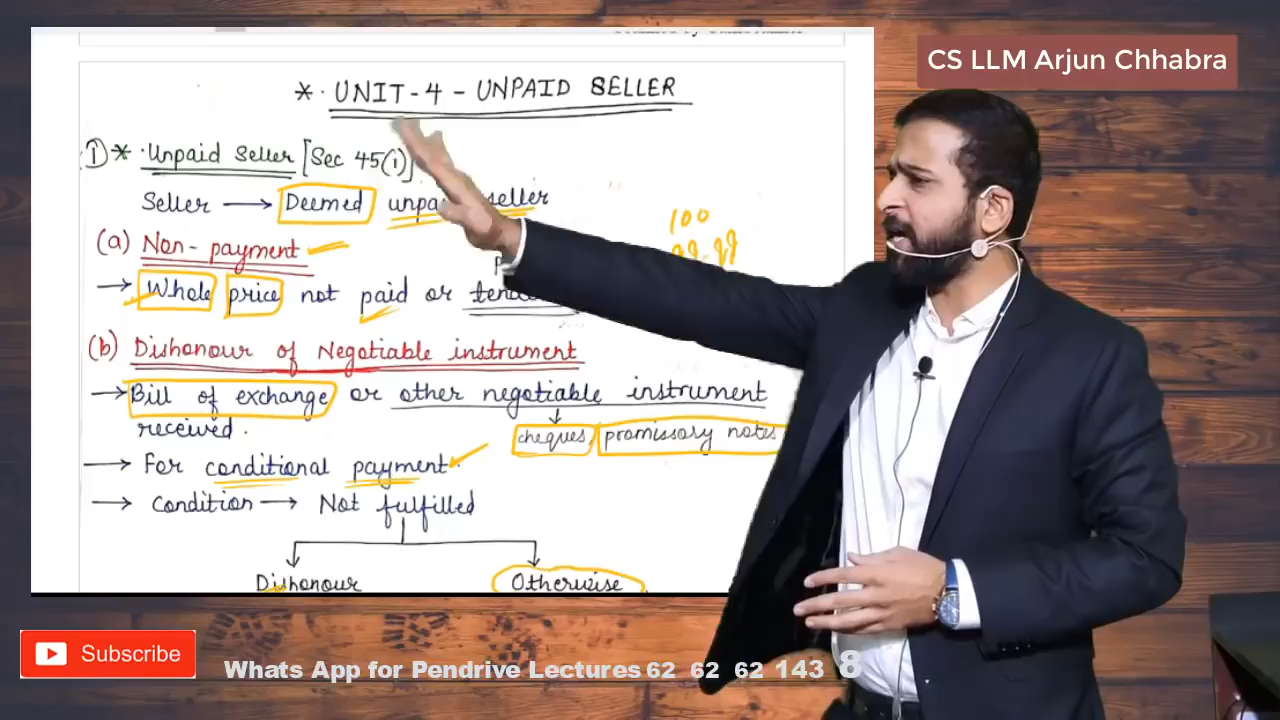 CS LLM Arjun Chhabra
* . UNIT - 4 - UNPAID SELLER
1) * . Unpaid Seller [Sec 45(1)]
Seller → Deemed seller
100
(a) Non-payment
→ Whole price not paid or
(b) Dishonour of Negotiable instrument
→ Bill of exchange or other negotiable instrument
received.
cheques, promissory notes
→ For conditional payment.
→ Condition → Not fulfilled
Dishonour Otherwise
Subscribe
Whats App for Pendrive Lectures 62 62 62 143 8